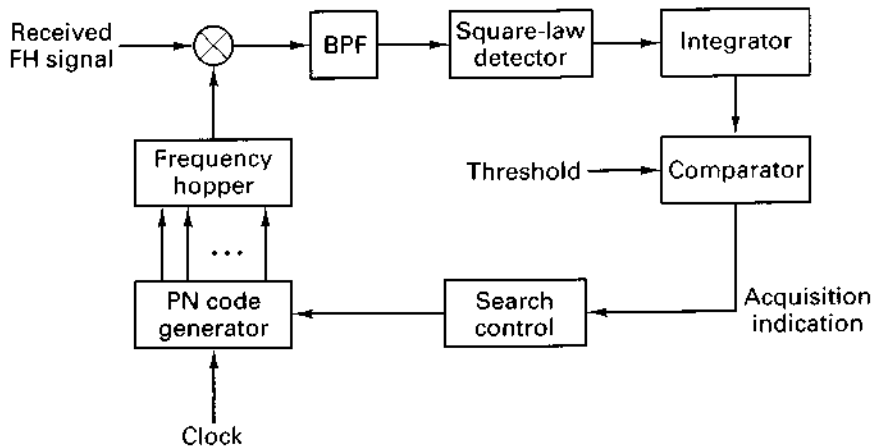 Received
FH signal
BPF
Square-law
detector
Integrator
Frequency
hopper
Threshold
Comparator
...
PN code
generator
Search
control
Acquisition
indication
Clock